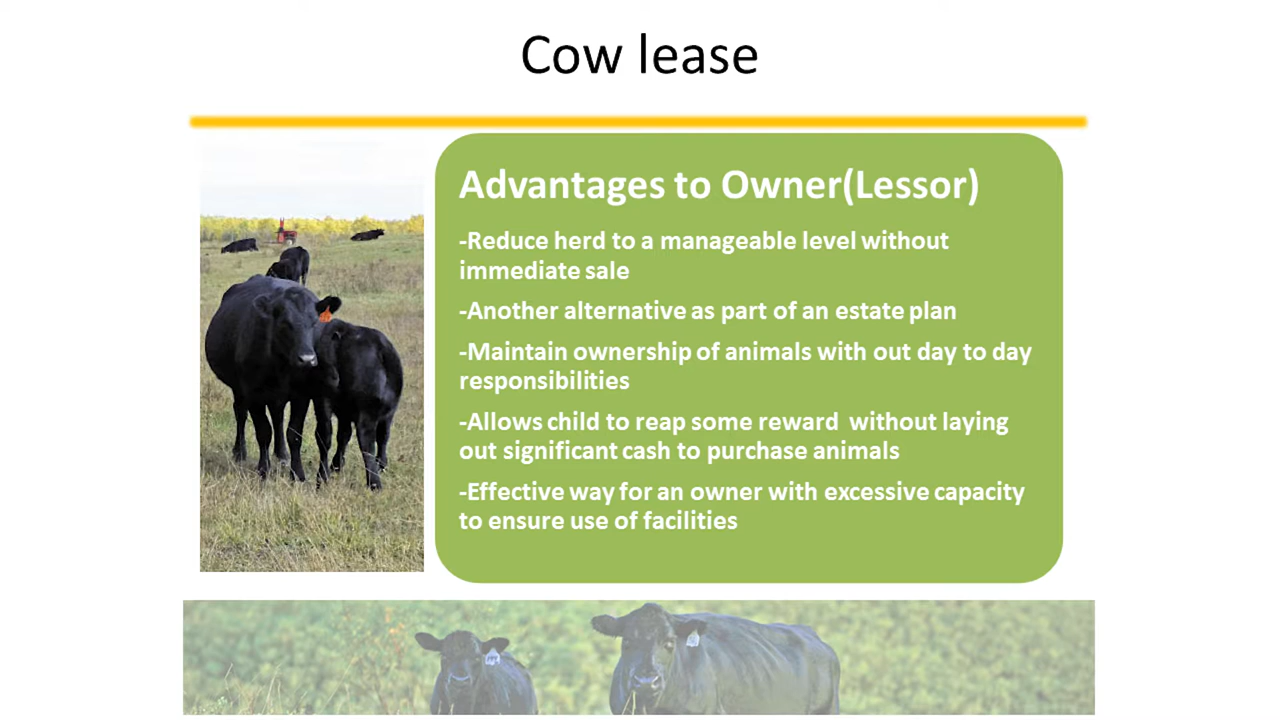 Cow lease
Advantages to Owner(Lessor)
-Reduce herd to a manageable level without
immediate sale
-Another alternative as part of an estate plan
-Maintain ownership of animals with out day to day
responsibilities
-Allows child to reap some reward  without laying
out significant cash to purchase animals
-Effective way for an owner with excessive capacity
to ensure use of facilities